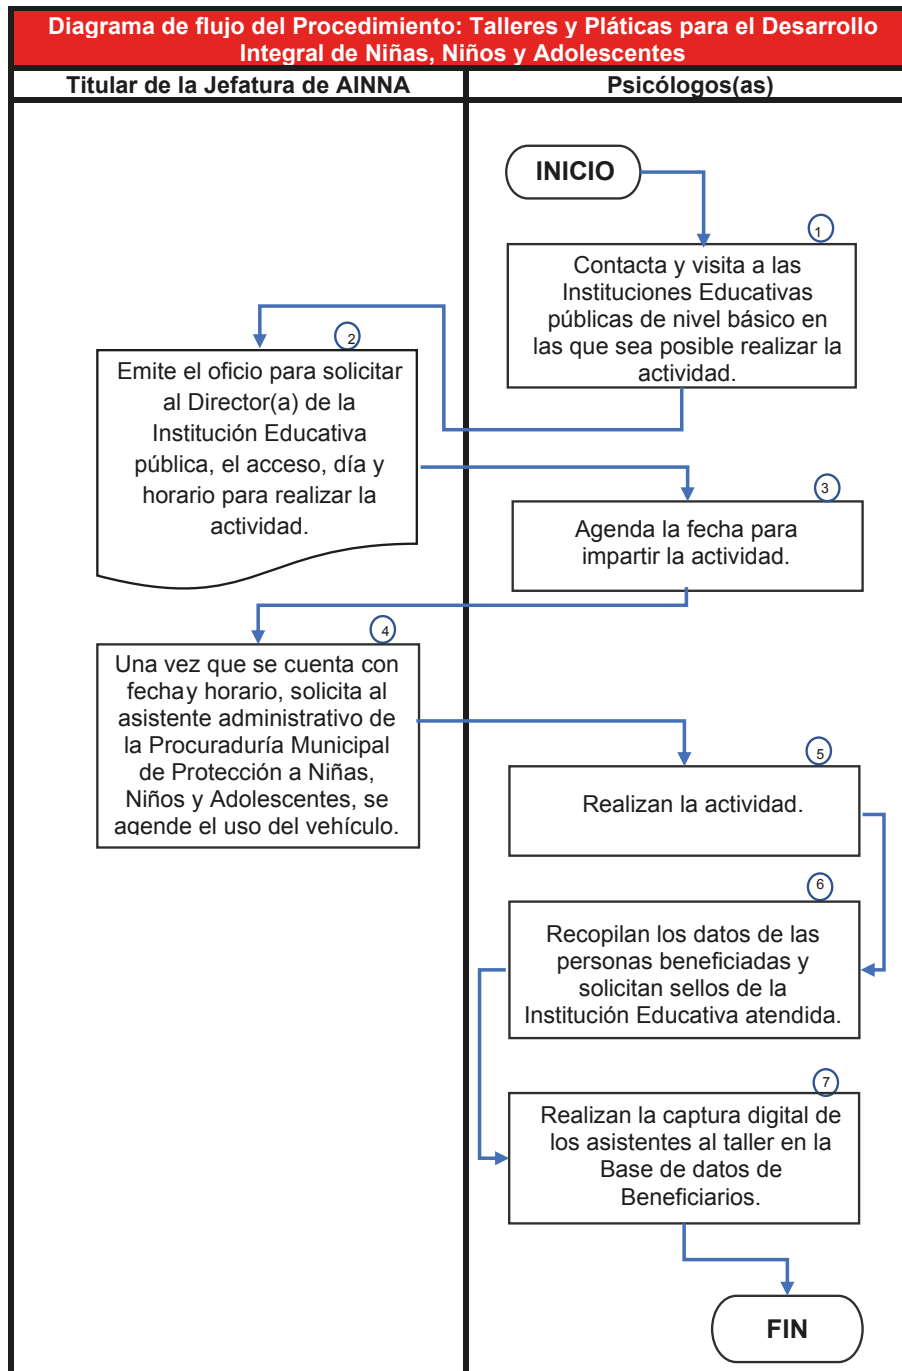 Diagrama de flujo del Procedimiento: Talleres y Pláticas para el Desarrollo
Integral de Niñas, Niños y Adolescentes
Titular de la Jefatura de AINNA
Psicólogos(as)
INICIO
1
Contacta y visita a las
Instituciones Educativas
públicas de nivel básico en
las que sea posible realizar la
actividad.
2
Emite el oficio para solicitar
al Director(a) de la
Institución Educativa
pública, el acceso, día y
horario para realizar la
actividad.
3
Agenda la fecha para
impartir la actividad.
4
Una vez que se cuenta con
fechay horario, solicita al
asistente administrativo de
la Procuraduría Municipal
de Protección a Niñas,
Niños y Adolescentes, se
agende el uso del vehículo.
5
Realizan la actividad.
6
Recopilan los datos de las
personas beneficiadas y
solicitan sellos de la
Institución Educativa atendida.
7
Realizan la captura digital de
los asistentes al taller en la
Base de datos de
Beneficiarios.
FIN